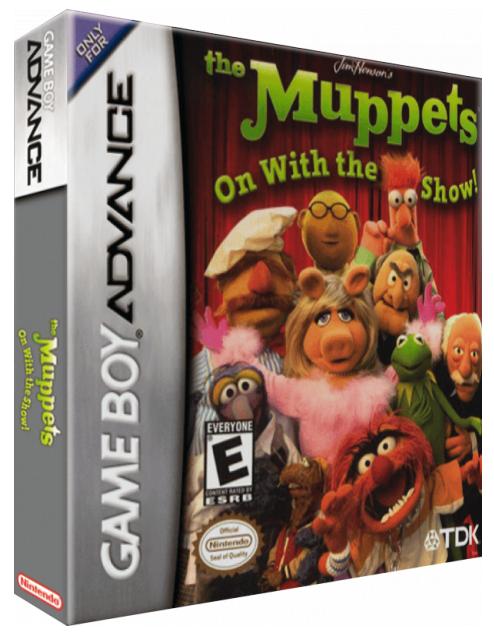 GAME BOY
ADVANCE
the
Muppets
On With the Show!
Nintendo
ONLY
FOR
GAME BOY ADVANCE
Jim Henson's
the
Muppets
On With the Show!
EVERYONE
E
CONTENT RATED BY
ESRB
Official
Nintendo
Seal of Quality
TDK